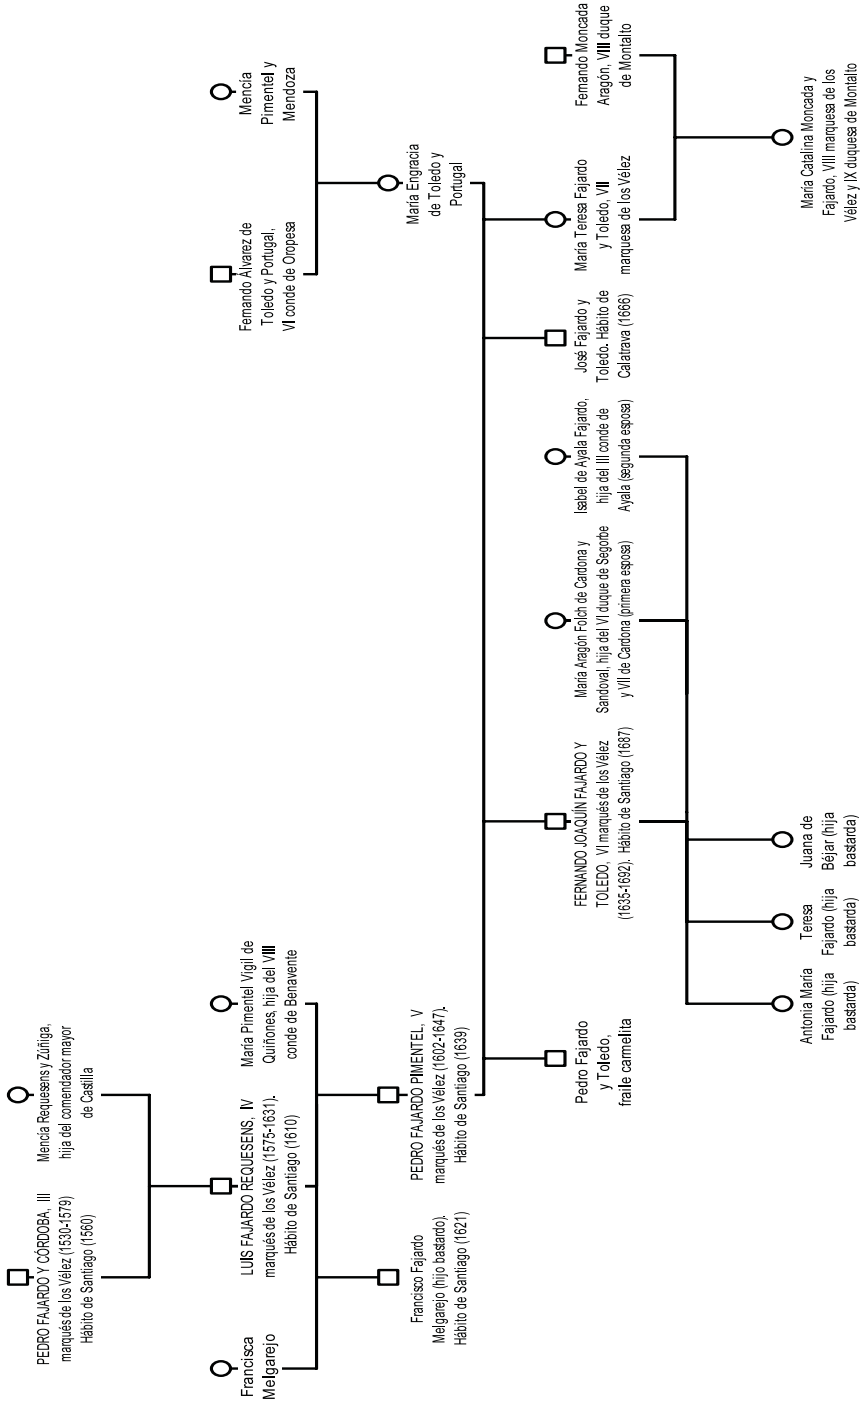 PEDRO FAJARDO Y CÓRDOBA, III
marqués de los Vélez (1530-1579)
Hábito de Santiago (1560)
Mencía Requesens y Zúñiga,
hija del comendador mayor
de Castilla
Francisca
Melgarejo
LUIS FAJARDO REQUESENS, IV
marqués de los Vélez (1575-1631).
Hábito de Santiago (1610)
María Pimentel Vigil de
Quiñones, hija del VIII
conde de Benavente
Fernando Álvarez de
Toledo y Portugal,
VI conde de Oropesa
Mencía
Pimentel y
Mendoza
Francisco Fajardo
Melgarejo (hijo bastardo).
Hábito de Santiago (1621)
PEDRO FAJARDO PIMENTEL, V
marqués de los Vélez (1602-1647).
Hábito de Santiago (1639)
María Engracia
de Toledo y
Portugal
Pedro Fajardo
y Toledo,
fraile carmelita
FERNANDO JOAQUÍN FAJARDO Y
TOLEDO, VI marqués de los Vélez
(1635-1692). Hábito de Santiago (1687)
María Aragón Folch de Cardona y
Sandoval, hija del VI duque de Segorbe
y VII de Cardona (primera esposa)
Isabel de Ayala Fajardo,
hija del III conde de
Ayala (segunda esposa)
José Fajardo y
Toledo. Hábito de
Calatrava (1666)
María Teresa Fajardo
y Toledo, VII
marquesa de los Vélez
Fernando Moncada
Aragón, VIII duque
de Montalto
Antonia María
Fajardo (hija
bastarda)
Teresa
Fajardo (hija
bastarda)
Juana de
Béjar (hija
bastarda)
María Catalina Moncada y
Fajardo, VIII marquesa de los
Vélez y IX duquesa de Montalto